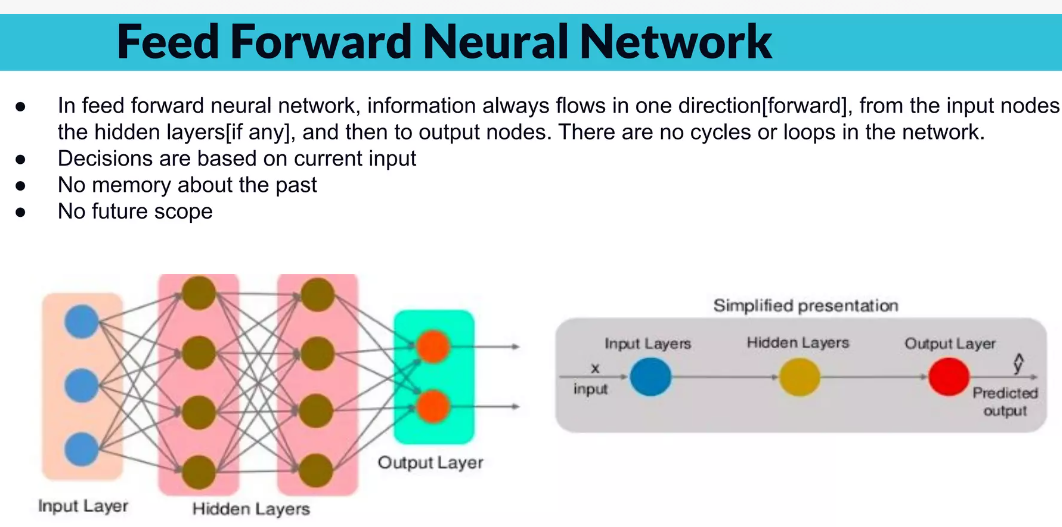 Feed Forward Neural Network
● In feed forward neural network, information always flows in one direction[forward], from the input nodes
the hidden layers[if any], and then to output nodes. There are no cycles or loops in the network.
● Decisions are based on current input
● No memory about the past
● No future scope
Simplified presentation
Input Layers
Hidden Layers
Output Layer
x
input
ŷ
Predicted
output
Output Layer
Input Layer
Hidden Layers